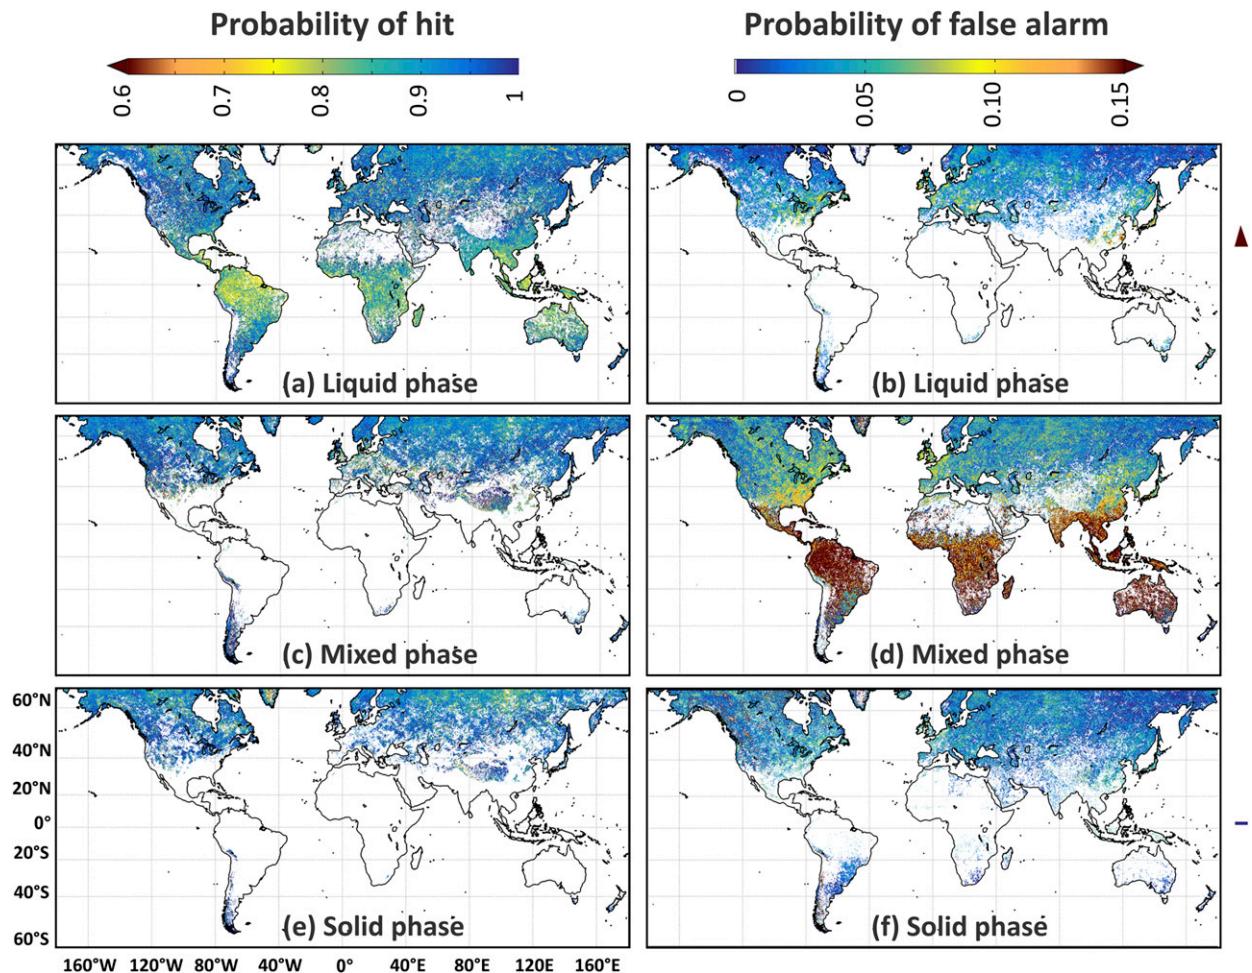 Probability of hit
Probability of false alarm
0.6 0.7 0.8 0.9 1
0 0.05 0.10 0.15
(a) Liquid phase
(b) Liquid phase
(c) Mixed phase
(d) Mixed phase
60°N
40°N
20°N
0°
20°S
40°S
60°S
(e) Solid phase
(f) Solid phase
160°W 120°W 80°W 40°W 0° 40°E 80°E 120°E 160°E